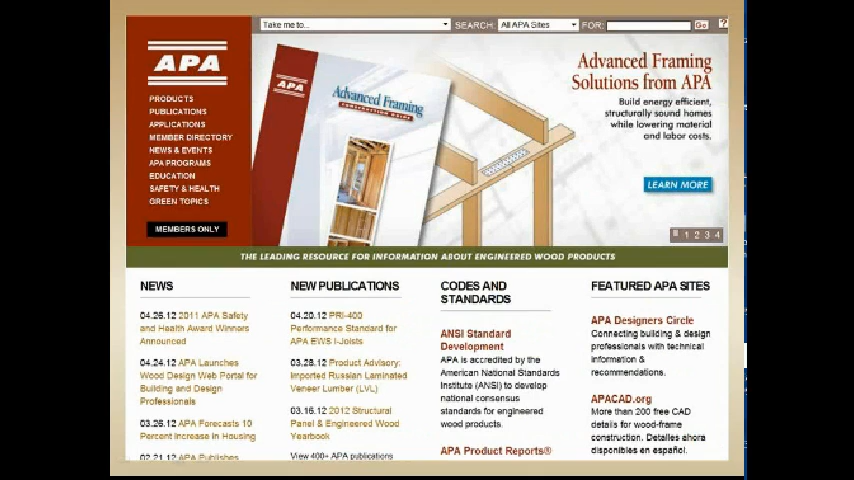 Take me to...
SEARCH:
All APA Sites
FOR:
Go
?
APA
PRODUCTS
PUBLICATIONS
APPLICATIONS
MEMBER DIRECTORY
NEWS & EVENTS
APA PROGRAMS
EDUCATION
SAFETY & HEALTH
GREEN TOPICS
MEMBERS ONLY
APA
Advanced Framing
CONSTRUCTION GUIDE
Advanced Framing
Solutions from APA
Build energy efficient,
structurally sound homes
while lowering material
and labor costs.
LEARN MORE
1 2 3 4
THE LEADING RESOURCE FOR INFORMATION ABOUT ENGINEERED WOOD PRODUCTS
NEWS
04.26.12 2011 APA Safety
and Health Award Winners
Announced
04.24.12 APA Launches
Wood Design Web Portal for
Building and Design
Professionals
03.26.12 APA Forecasts 10
Percent Increase in Housing
02.21.12 APA Publishes
NEW PUBLICATIONS
04.20.12 PRI-400
Performance Standard for
APA EWS I-Joists
03.28.12 Product Advisory:
Imported Russian Laminated
Veneer Lumber (LVL)
03.16.12 2012 Structural
Panel & Engineered Wood
Yearbook
View 400+ APA publications
CODES AND
STANDARDS
ANSI Standard
Development
APA is accredited by the
American National Standards
Institute (ANSI) to develop
national consensus
standards for engineered
wood products.
APA Product Reports®
FEATURED APA SITES
APA Designers Circle
Connecting building & design
professionals with technical
information &
recommendations.
APACAD.org
More than 200 free CAD
details for wood-frame
construction. Detalles ahora
disponibles en español.